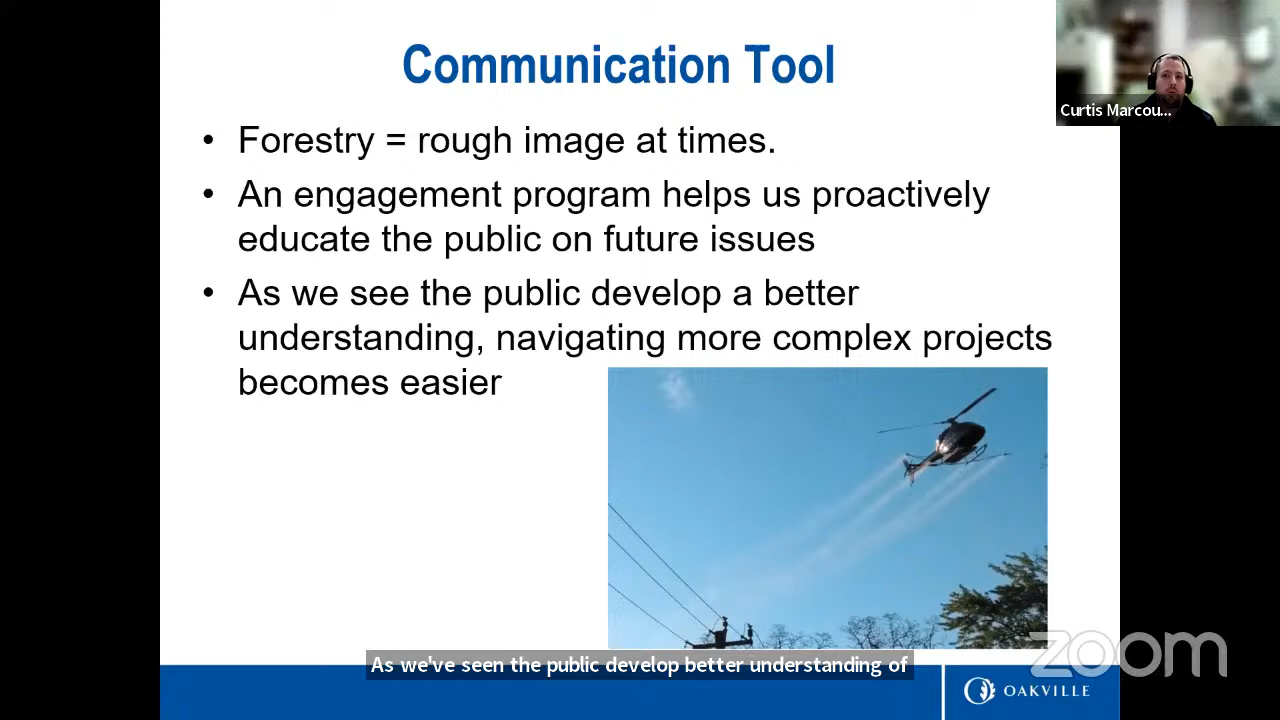 Communication Tool
Curtis Marcou...
• Forestry = rough image at times.
• An engagement program helps us proactively
educate the public on future issues
• As we see the public develop a better
understanding, navigating more complex projects
becomes easier
zoom
As we've seen the public develop better understanding of
OAKVILLE